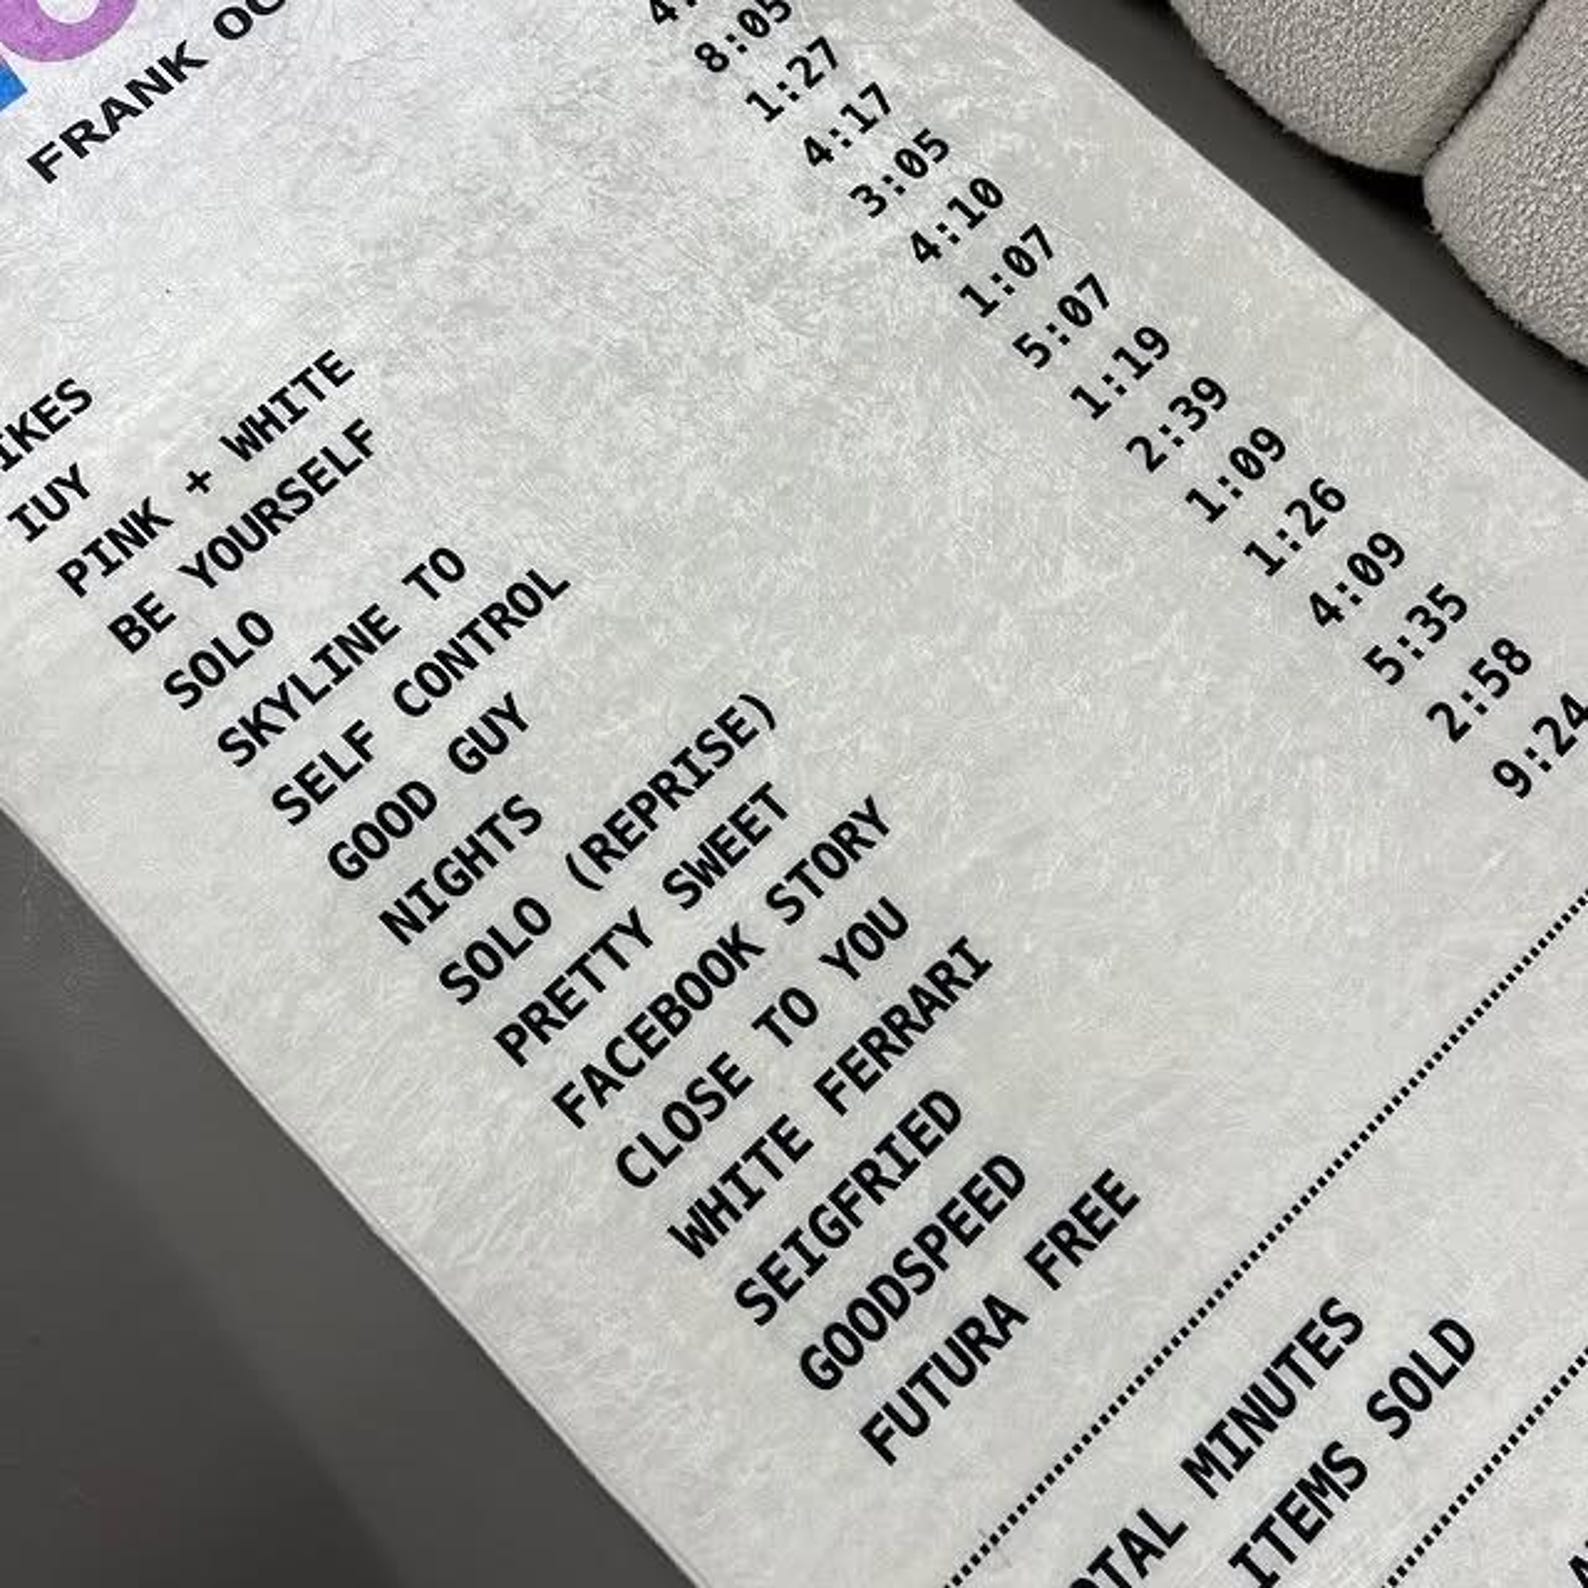 FRANK
IKES
IUY
PINK + WHITE 8:05
BE YOURSELF 1:27
SOLO 4:17
SKYLINE TO 3:05
SELF CONTROL 4:10
GOOD GUY 1:07
NIGHTS 5:07
SOLO (REPRISE) 1:19
PRETTY SWEET 2:39
FACEBOOK STORY 1:09
CLOSE TO YOU 1:26
WHITE FERRARI 4:09
SEIGFRIED 5:35
GOODSPEED 2:58
FUTURA FREE 9:24
OTAL MINUTES
ITEMS SOLD